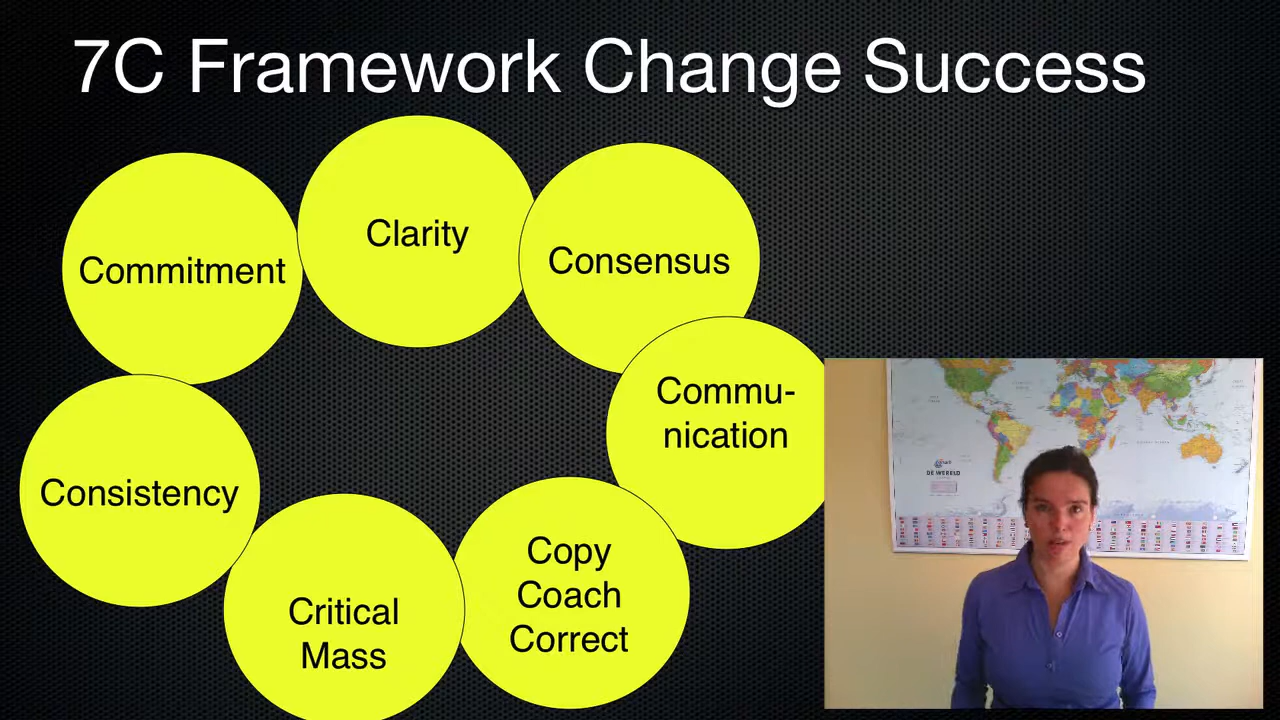 7C Framework Change Success
Clarity
Commitment
Consensus
Commu-
nication
Consistency
Copy
Coach
Correct
Critical
Mass
DE WERELD